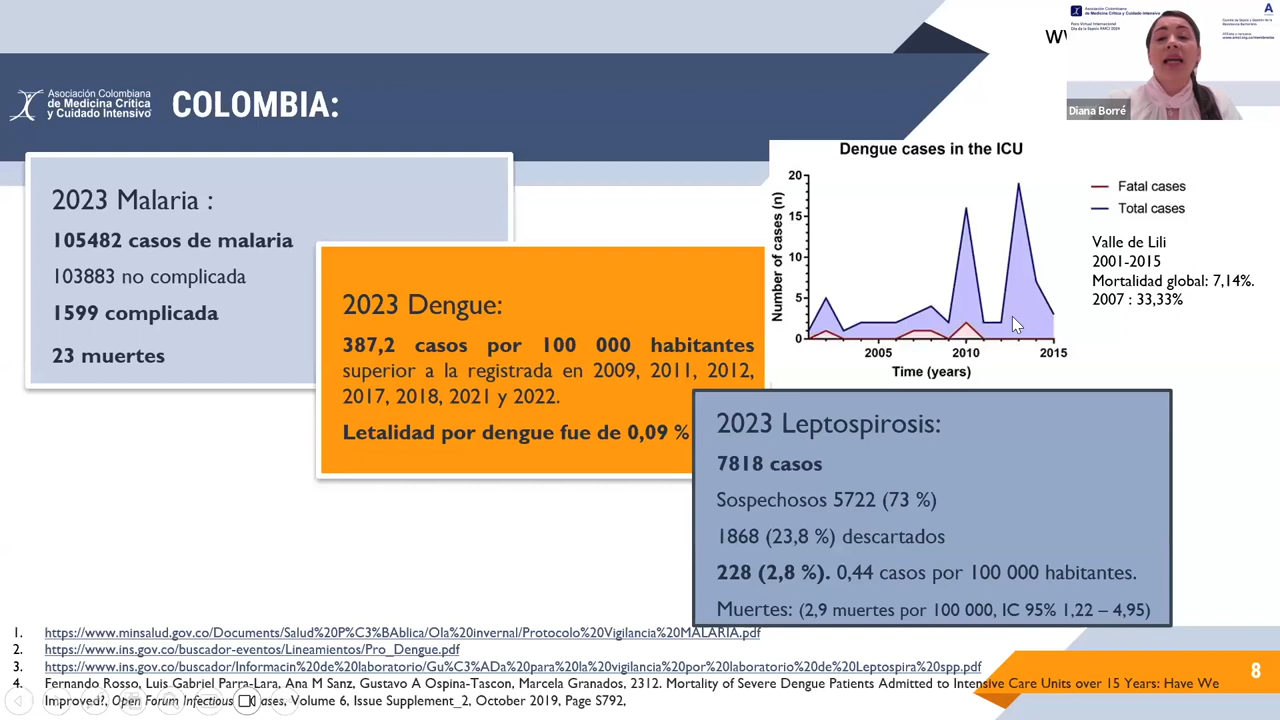 Asociación Colombiana
de Medicina Crítica
y Cuidado Intensivo
COLOMBIA:
Asociación Colombiana
de Medicina Crítica y Cuidado Intensivo
Diana Borré
2023 Malaria :
105482 casos de malaria
103883 no complicada
1599 complicada
23 muertes
2023 Dengue:
387,2 casos por 100 000 habitantes
superior a la registrada en 2009, 2011, 2012,
2017, 2018, 2021 y 2022.
Letalidad por dengue fue de 0,09 %
Dengue cases in the ICU
Number of cases (n)
20
15
10
5
0
2005 2010 2015
Time (years)
Fatal cases
Total cases
Valle de Lili
2001-2015
Mortalidad global: 7,14%.
2007 : 33,33%
2023 Leptospirosis:
7818 casos
Sospechosos 5722 (73 %)
1868 (23,8 %) descartados
228 (2,8 %). 0,44 casos por 100 000 habitantes.
Muertes: (2,9 muertes por 100 000, IC 95% 1,22 – 4,95)
1. https://www.minsalud.gov.co/Documents/Salud%20P%C3%BAblica/Ola%20invernal/Protocolo%20Vigilancia%20MALARIA.pdf
2. https://www.ins.gov.co/buscador-eventos/Lineamientos/Pro_Dengue.pdf
3. https://www.ins.gov.co/buscador/Informacin%20de%20laboratorio/Gu%C3%ADa%20para%20la%20vigilancia%20por%20laboratorio%20de%20Leptospira%20spp.pdf
4. Fernando Rosso, Luis Gabriel Parra-Lara, Ana M Sanz, Gustavo A Ospina-Tascon, Marcela Granados, 2312. Mortality of Severe Dengue Patients Admitted to Intensive Care Units over 15 Years: Have We
Improved?, Open Forum Infectious Volume 6, Issue Supplement_2, October 2019, Page S792,
8